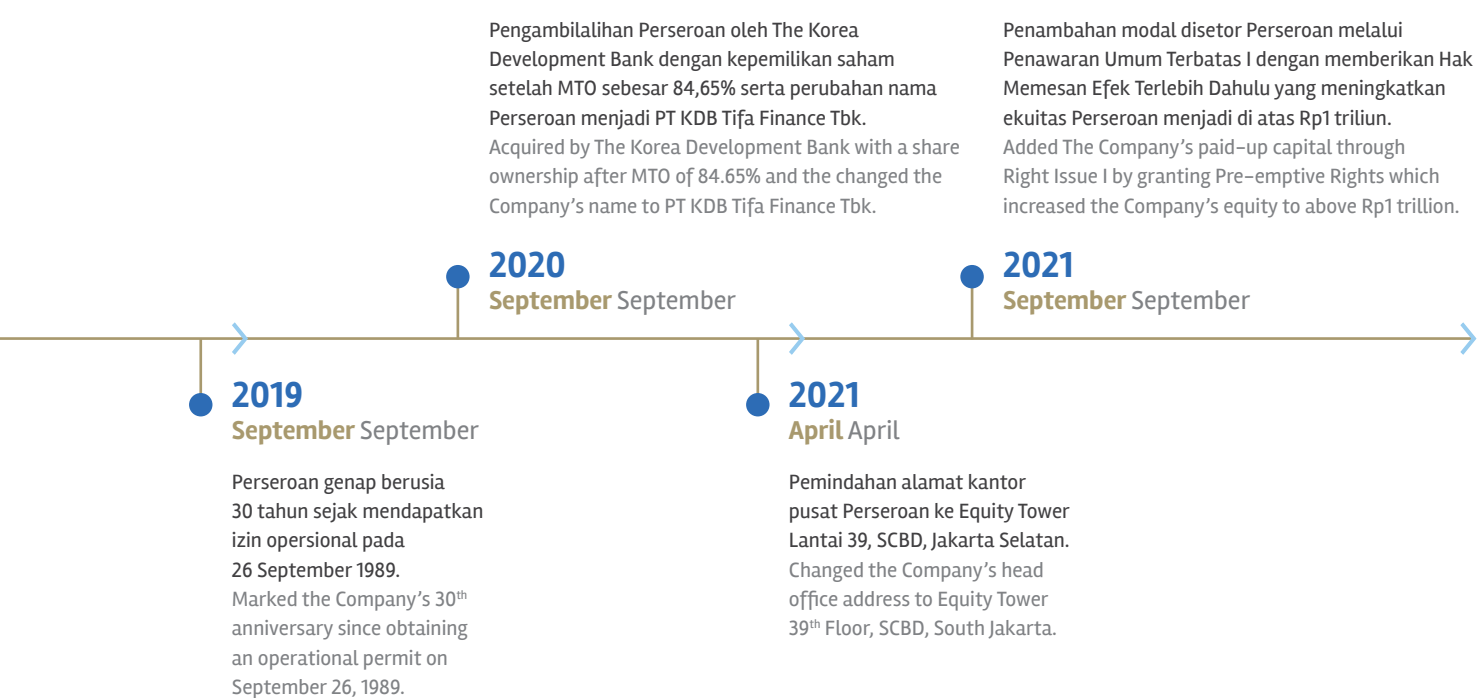 Pengambilalihan Perseroan oleh The Korea
Development Bank dengan kepemilikan saham
setelah MTO sebesar 84,65% serta perubahan nama
Perseroan menjadi PT KDB Tifa Finance Tbk.
Acquired by The Korea Development Bank with a share
ownership after MTO of 84.65% and the changed the
Company’s name to PT KDB Tifa Finance Tbk.
2020
September September
Penambahan modal disetor Perseroan melalui
Penawaran Umum Terbatas I dengan memberikan Hak
Memesan Efek Terlebih Dahulu yang meningkatkan
ekuitas Perseroan menjadi di atas Rp1 triliun.
Added The Company’s paid-up capital through
Right Issue I by granting Pre-emptive Rights which
increased the Company’s equity to above Rp1 trillion.
2021
September September
2019
September September
Perseroan genap berusia
30 tahun sejak mendapatkan
izin opersional pada
26 September 1989.
Marked the Company’s 30th
anniversary since obtaining
an operational permit on
September 26, 1989.
2021
April April
Pemindahan alamat kantor
pusat Perseroan ke Equity Tower
Lantai 39, SCBD, Jakarta Selatan.
Changed the Company’s head
office address to Equity Tower
39th Floor, SCBD, South Jakarta.